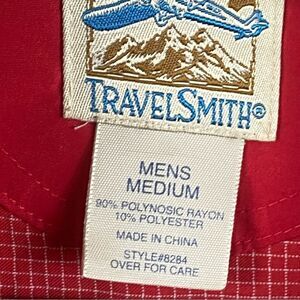 TRAVELSMITH®
MENS
MEDIUM
90% POLYNOSIC RAYON
10% POLYESTER
MADE IN CHINA
STYLE#8284
OVER FOR CARE